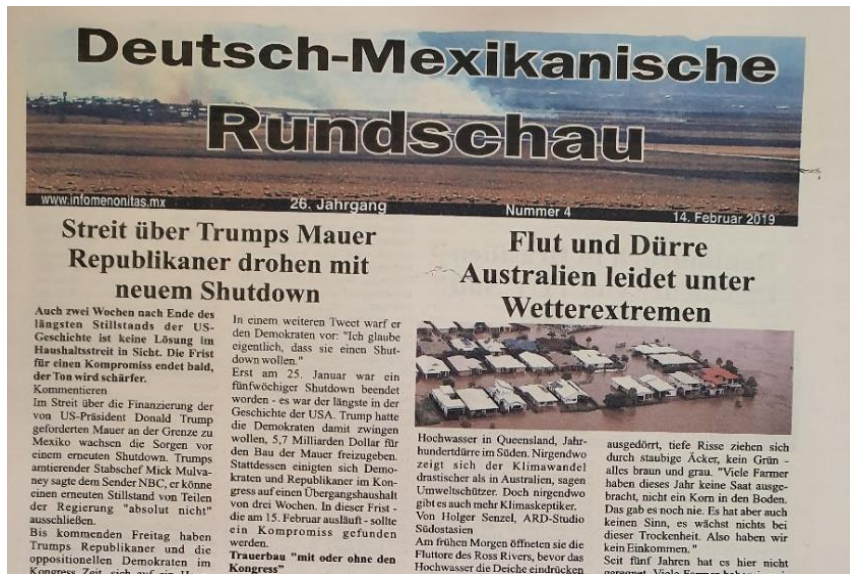 Deutsch-Mexikanische
Rundschau
www.infomenonitas.mx 26. Jahrgang Nummer 4 14. Februar 2019
Streit über Trumps Mauer
Republikaner drohen mit
neuem Shutdown
Auch zwei Wochen nach Ende des
längsten Stillstands der US-
Geschichte ist keine Lösung im
Haushaltsstreit in Sicht. Die Frist
für einen Kompromiss endet bald,
der Ton wird schärfer.
Kommentieren
Im Streit über die Finanzierung der
von US-Präsident Donald Trump
geforderten Mauer an der Grenze zu
Mexiko wachsen die Sorgen vor
einem erneuten Shutdown. Trumps
amtierender Stabschef Mick Mulva-
ney sagte dem Sender NBC, er könne
einen erneuten Stillstand von Teilen
der Regierung "absolut nicht"
ausschließen.
Bis kommenden Freitag haben
Trumps Republikaner und die
oppositionellen Demokraten im
Kongress Zeit, sich auf ein
In einem weiteren Tweet warf er
den Demokraten vor: "Ich glaube
eigentlich, dass sie einen Shut-
down wollen."
Erst am 25. Januar war ein
fünfwöchiger Shutdown beendet
worden - es war der längste in der
Geschichte der USA. Trump hatte
die Demokraten damit zwingen
wollen, 5,7 Milliarden Dollar für
den Bau der Mauer freizugeben.
Stattdessen einigten sich Demo-
kraten und Republikaner im Kon-
gress auf einen Übergangshaushalt
von drei Wochen. In dieser Frist -
die am 15. Februar ausläuft - sollte
ein Kompromiss gefunden
werden.
Trauerbau "mit oder ohne den
Kongress"
Flut und Dürre
Australien leidet unter
Wetterextremen
Hochwasser in Queensland, Jahr-
hundertdürre im Süden. Nirgendwo
zeigt sich der Klimawandel
drastischer als in Australien, sagen
Umweltschützer. Doch nirgendwo
gibt es auch mehr Klimaskeptiker.
Von Holger Senzel, ARD-Studio
Südostasien
Am frühen Morgen öffneten sie die
Fluttore des Ross Rivers, bevor das
Hochwasser die Deiche eindrücken
ausgedörrt, tiefe Risse ziehen sich
durch staubige Äcker, kein Grün -
alles braun und grau. "Viele Farmer
haben dieses Jahr keine Saat ausge-
bracht, nicht ein Korn in den Boden.
Das gab es noch nie. Es hat aber auch
keinen Sinn, es wächst nichts bei
dieser Trockenheit. Also haben wir
kein Einkommen."
Seit fünf Jahren hat es hier nicht
geregnet. Viele Farmer